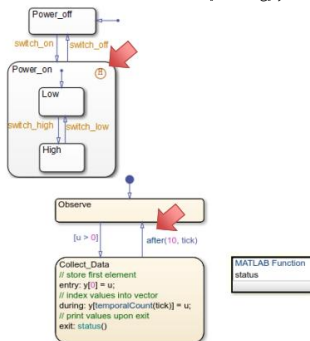 Power_off
switch_on switch_off
Power_on
H
Low
switch_high switch_low
High
Observe
[u > 0] after(10, tick)
Collect_Data
// store first element
entry: y[0] = u;
// index values into vector
during: y[temporalCount(tick)] = u;
// print values upon exit
exit: status()
MATLAB Function
status